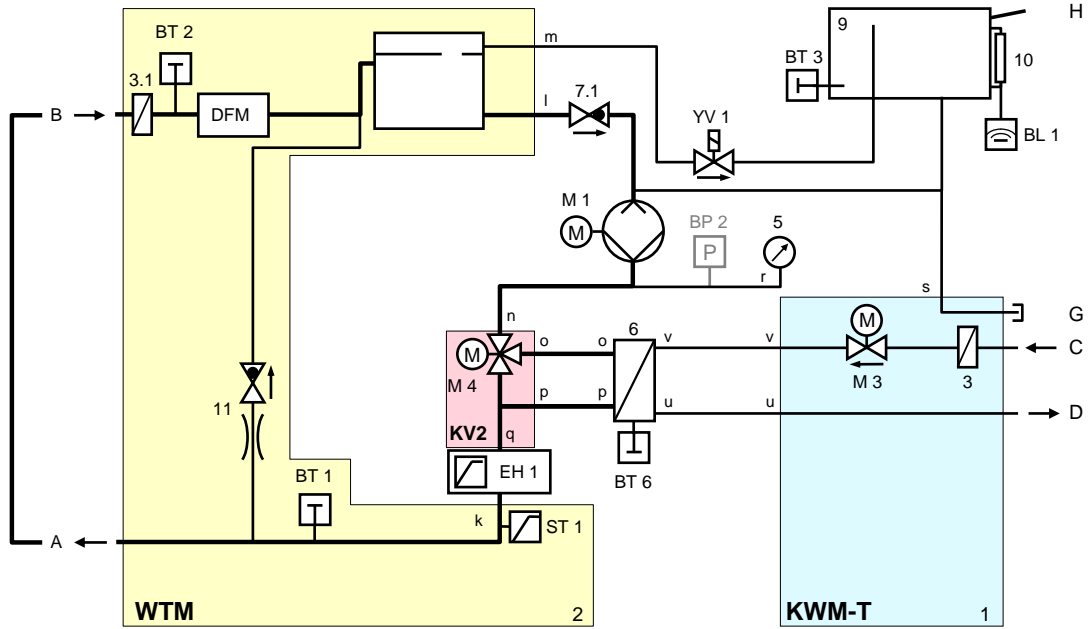 H
9
m
BT 2
10
BT 3
3.1
7.1
l
B
DFM
YV 1
BL 1
M 1
M
BP 2
5
P
r
s
n
G
M
6
o
o
v
v
C
M
M 4
M 3
3
11
p
p
u
u
D
KV2
q
EH 1
BT 6
BT 1
k
ST 1
A
WTM
2
KWM-T
1